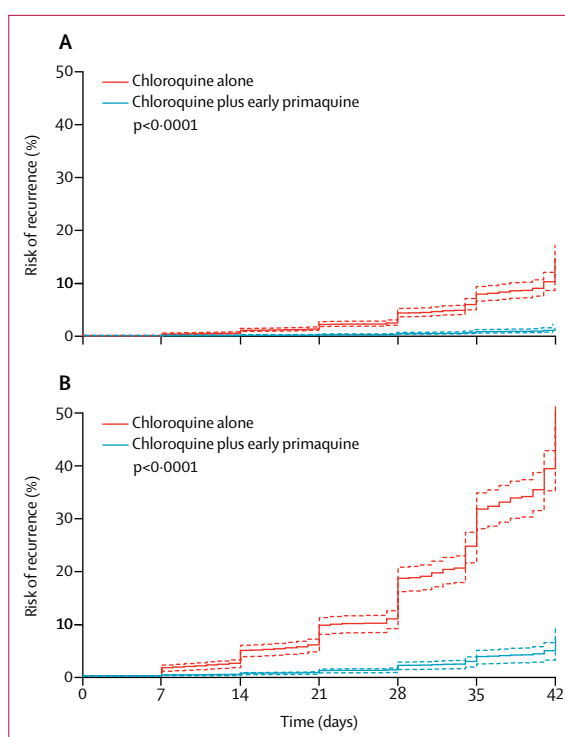 A
50
40
30
20
10
0
Risk of recurrence (%)
Chloroquine alone
Chloroquine plus early primaquine
p<0·0001
B
50
40
30
20
10
0
Risk of recurrence (%)
Chloroquine alone
Chloroquine plus early primaquine
p<0·0001
0 7 14 21 28 35 42
Time (days)